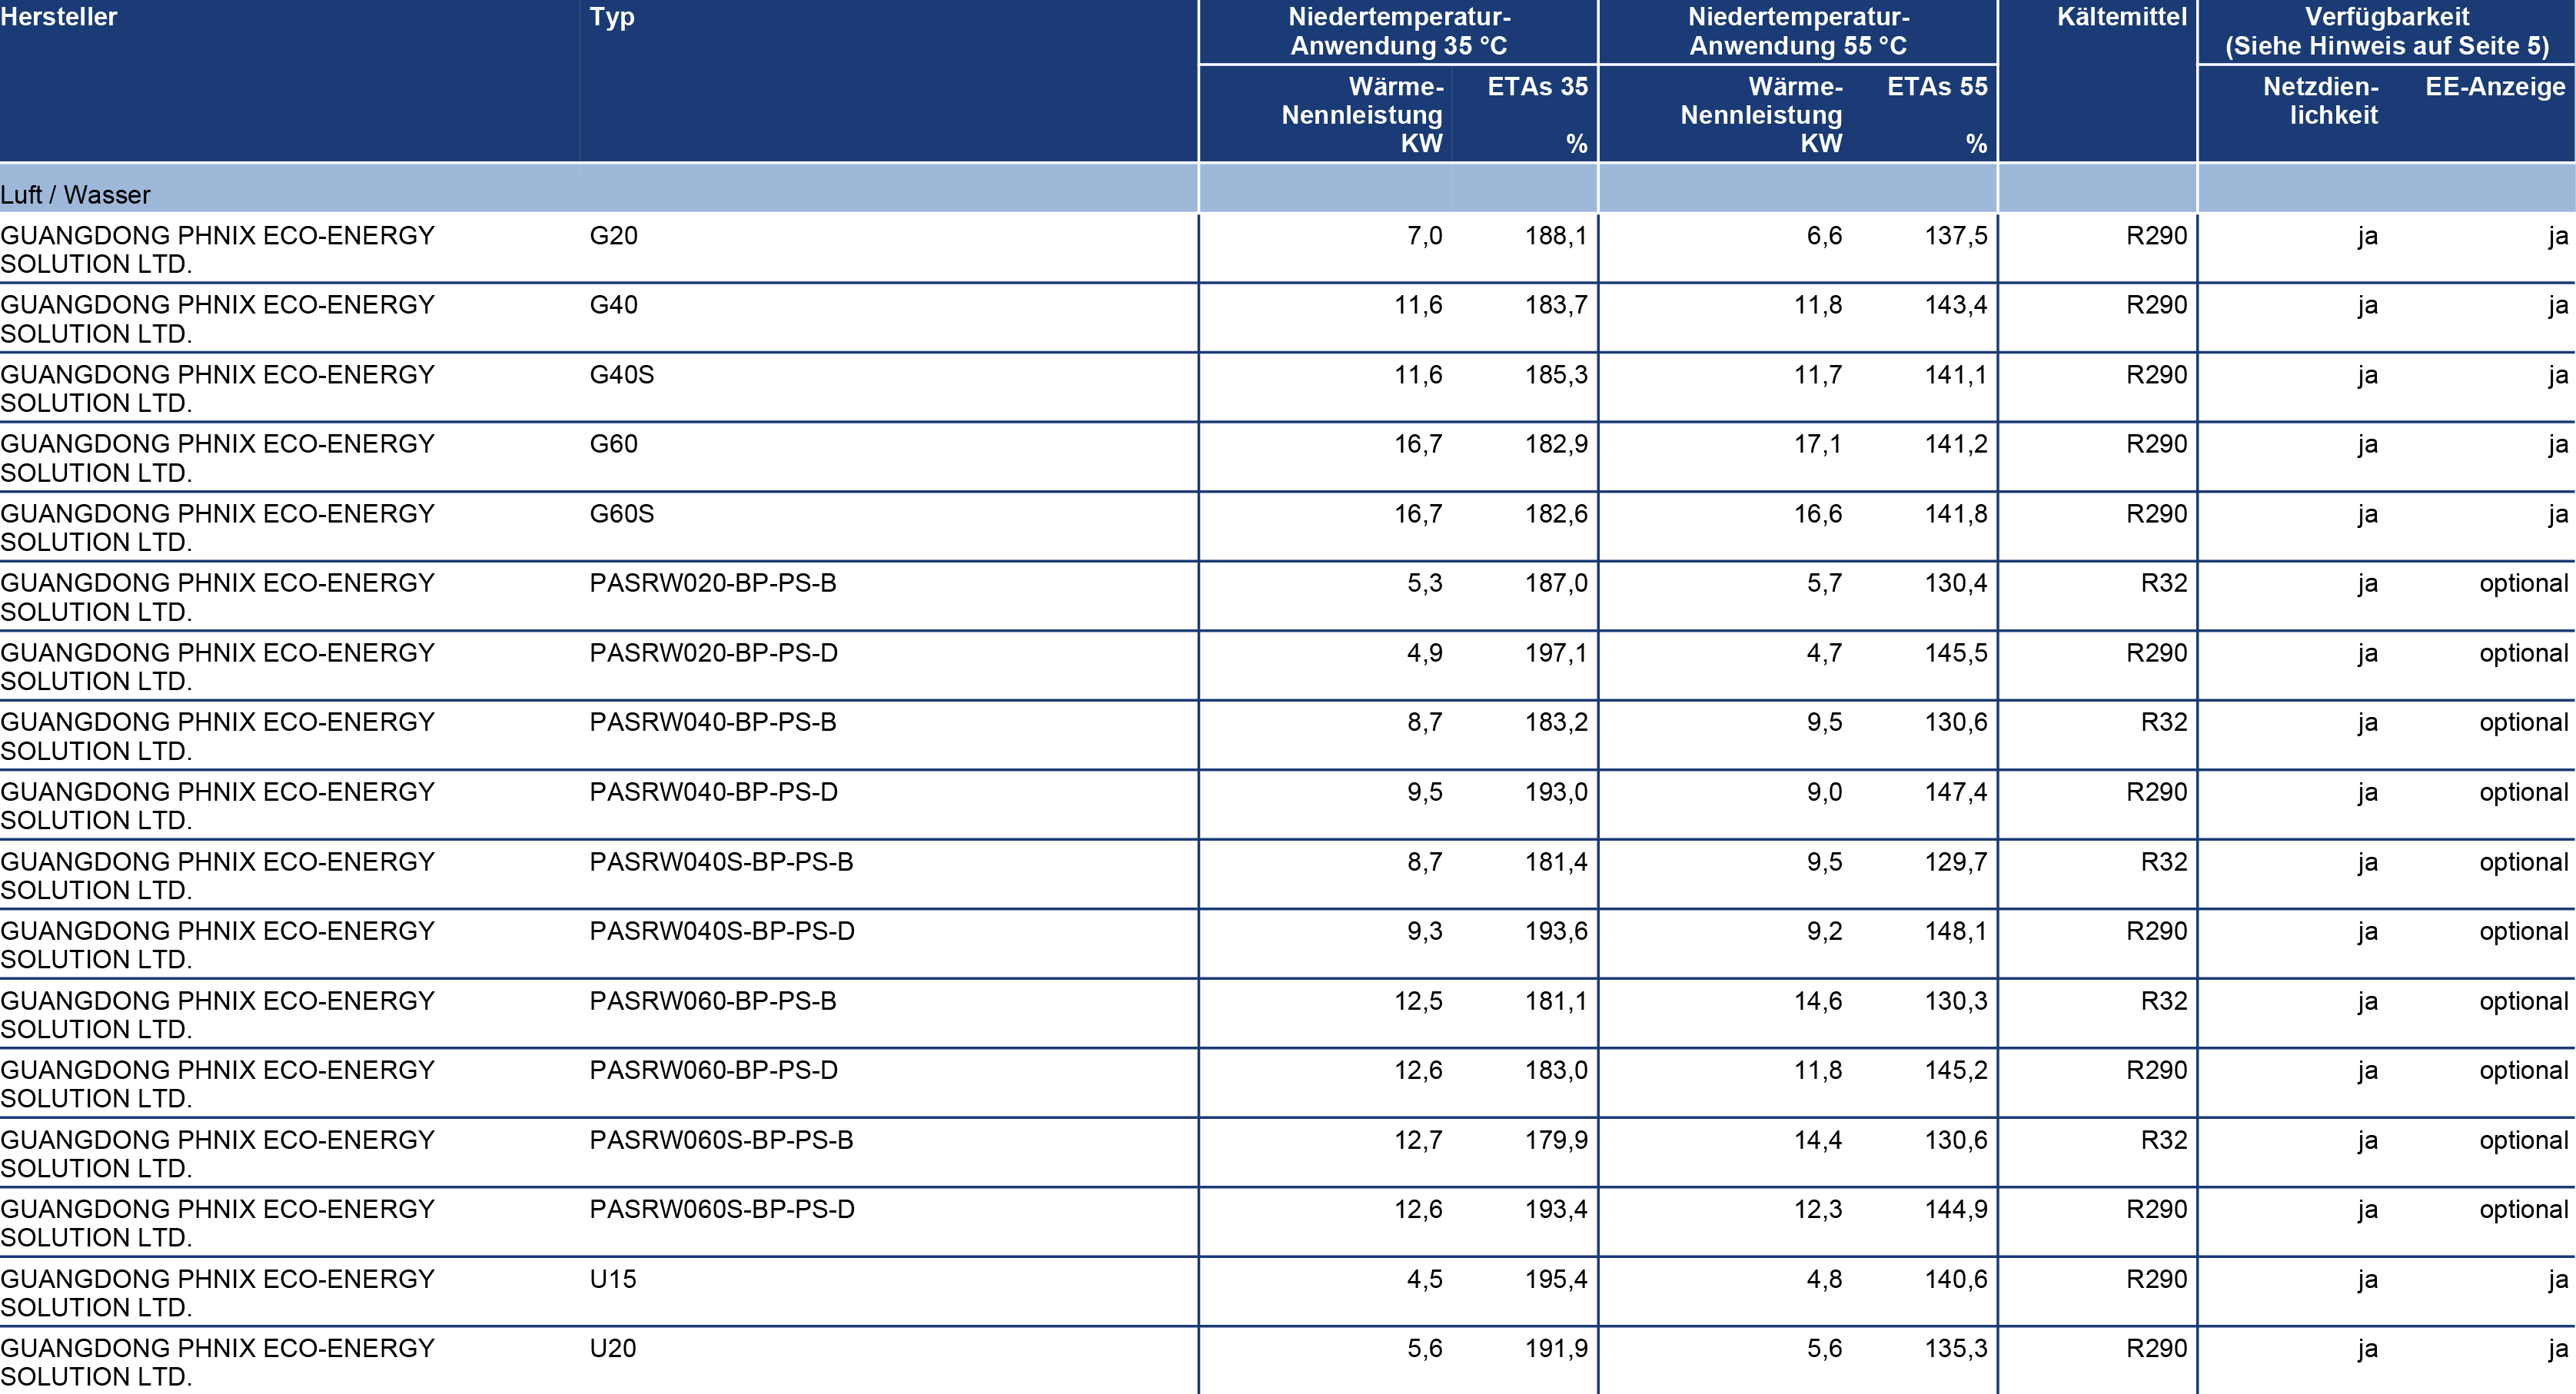 Hersteller Typ Niedertemperatur- Niedertemperatur- Kältemittel Verfügbarkeit
Anwendung 35 °C Anwendung 55 °C (Siehe Hinweis auf Seite 5)
Wärme- ETAs 35 Wärme- ETAs 55 Netzdien- EE-Anzeige
Nennleistung Nennleistung lichkeit
KW % KW %
Luft / Wasser
GUANGDONG PHNIX ECO-ENERGY G20 7,0 188,1 6,6 137,5 R290 ja ja
SOLUTION LTD.
GUANGDONG PHNIX ECO-ENERGY G40 11,6 183,7 11,8 143,4 R290 ja ja
SOLUTION LTD.
GUANGDONG PHNIX ECO-ENERGY G40S 11,6 185,3 11,7 141,1 R290 ja ja
SOLUTION LTD.
GUANGDONG PHNIX ECO-ENERGY G60 16,7 182,9 17,1 141,2 R290 ja ja
SOLUTION LTD.
GUANGDONG PHNIX ECO-ENERGY G60S 16,7 182,6 16,6 141,8 R290 ja ja
SOLUTION LTD.
GUANGDONG PHNIX ECO-ENERGY PASRW020-BP-PS-B 5,3 187,0 5,7 130,4 R32 ja optional
SOLUTION LTD.
GUANGDONG PHNIX ECO-ENERGY PASRW020-BP-PS-D 4,9 197,1 4,7 145,5 R290 ja optional
SOLUTION LTD.
GUANGDONG PHNIX ECO-ENERGY PASRW040-BP-PS-B 8,7 183,2 9,5 130,6 R32 ja optional
SOLUTION LTD.
GUANGDONG PHNIX ECO-ENERGY PASRW040-BP-PS-D 9,5 193,0 9,0 147,4 R290 ja optional
SOLUTION LTD.
GUANGDONG PHNIX ECO-ENERGY PASRW040S-BP-PS-B 8,7 181,4 9,5 129,7 R32 ja optional
SOLUTION LTD.
GUANGDONG PHNIX ECO-ENERGY PASRW040S-BP-PS-D 9,3 193,6 9,2 148,1 R290 ja optional
SOLUTION LTD.
GUANGDONG PHNIX ECO-ENERGY PASRW060-BP-PS-B 12,5 181,1 14,6 130,3 R32 ja optional
SOLUTION LTD.
GUANGDONG PHNIX ECO-ENERGY PASRW060-BP-PS-D 12,6 183,0 11,8 145,2 R290 ja optional
SOLUTION LTD.
GUANGDONG PHNIX ECO-ENERGY PASRW060S-BP-PS-B 12,7 179,9 14,4 130,6 R32 ja optional
SOLUTION LTD.
GUANGDONG PHNIX ECO-ENERGY PASRW060S-BP-PS-D 12,6 193,4 12,3 144,9 R290 ja optional
SOLUTION LTD.
GUANGDONG PHNIX ECO-ENERGY U15 4,5 195,4 4,8 140,6 R290 ja ja
SOLUTION LTD.
GUANGDONG PHNIX ECO-ENERGY U20 5,6 191,9 5,6 135,3 R290 ja ja
SOLUTION LTD.